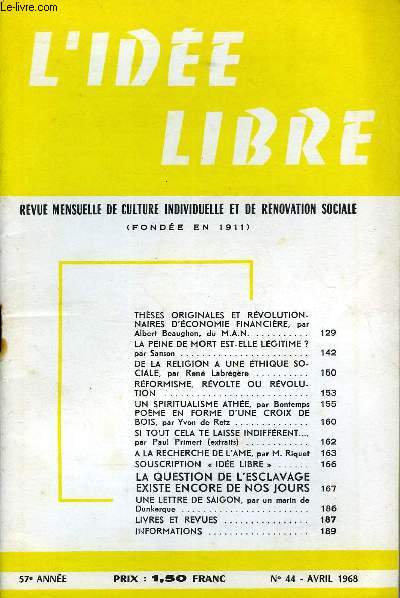 Le-livre.com
L'IDÉE
LIBRE
REVUE MENSUELLE DE CULTURE INDIVIDUELLE ET DE RENOVATION SOCIALE
(FONDÉE EN 1911)
THÈSES ORIGINALES ET RÉVOLUTION-
NAIRES D'ÉCONOMIE FINANCIÈRE, par
Albert Beaughon, du M.A.N. .......... 129
LA PEINE DE MORT EST-ELLE LÉGITIME ?
par Sanson ........................ 142
DE LA RELIGION A UNE ÉTHIQUE SO-
CIALE, par René Labrégère .......... 150
RÉFORMISME, RÉVOLTE OU RÉVOLU-
TION .......................... 153
UN SPIRITUALISME ATHÉE, par Bontemps 155
POÈME EN FORME D'UNE CROIX DE
BOIS, par Yvon de Retz .............. 160
SI TOUT CELA TE LAISSE INDIFFÉRENT...,
par Paul Primert (extraits) ............ 162
A LA RECHERCHE DE L'AME, par M. Riquet 163
SOUSCRIPTION « IDÉE LIBRE » ...... 166
LA QUESTION DE L'ESCLAVAGE
EXISTE ENCORE DE NOS JOURS 167
UNE LETTRE DE SAIGON, par un marin de
Dunkerque ........................ 186
LIVRES ET REVUES ................ 187
INFORMATIONS .................... 189
57e ANNÉE PRIX : 1,50 FRANC No 44 - AVRIL 1968